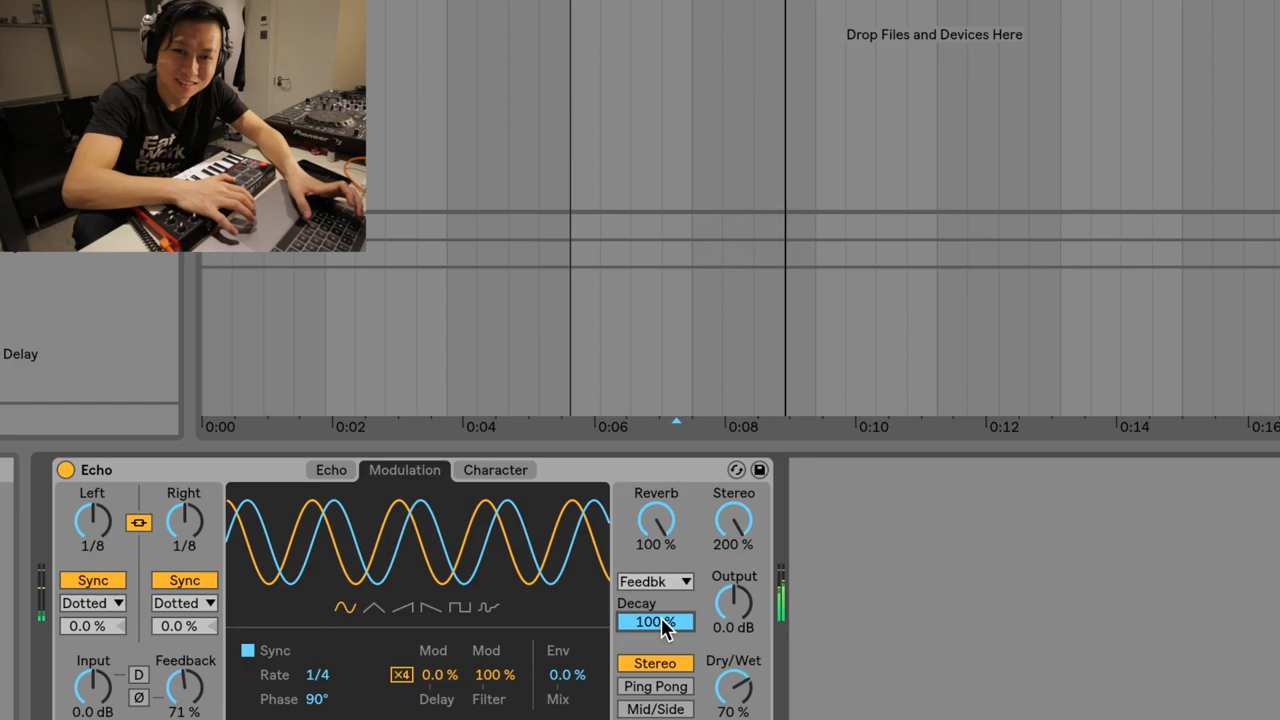 Drop Files and Devices Here
Eat
Work
Rave
Pioneer
Delay
0:00 0:02 0:04 0:06 0:08 0:10 0:12 0:14 0:16
Echo Echo Modulation Character
Left Right Reverb Stereo
1/8 1/8 100 % 200 %
Sync Sync Feedbk Output
Dotted Dotted Decay
0.0 % 0.0 % 100 % 0.0 dB
Sync Mod Mod Env
Input Feedback Stereo Dry/Wet
Rate 1/4 x4 0.0 % 100 % 0.0 %
D Ping Pong
Phase 90° Delay Filter Mix
Ø
0.0 dB 71 % Mid/Side 70 %